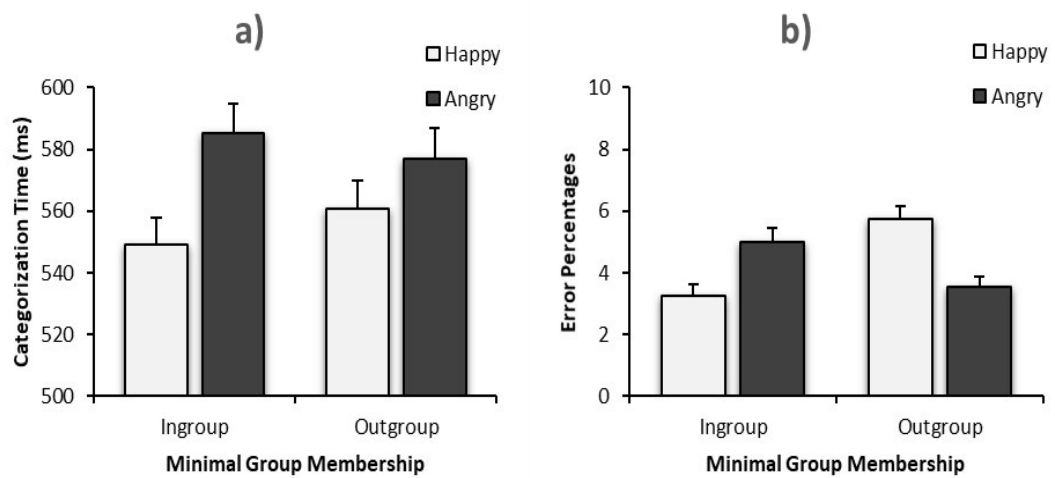 a)
Happy
Angry
Categorization Time (ms)
600
580
560
540
520
500
Ingroup
Outgroup
Minimal Group Membership
b)
Happy
Angry
Error Percentages
10
8
6
4
2
0
Ingroup
Outgroup
Minimal Group Membership